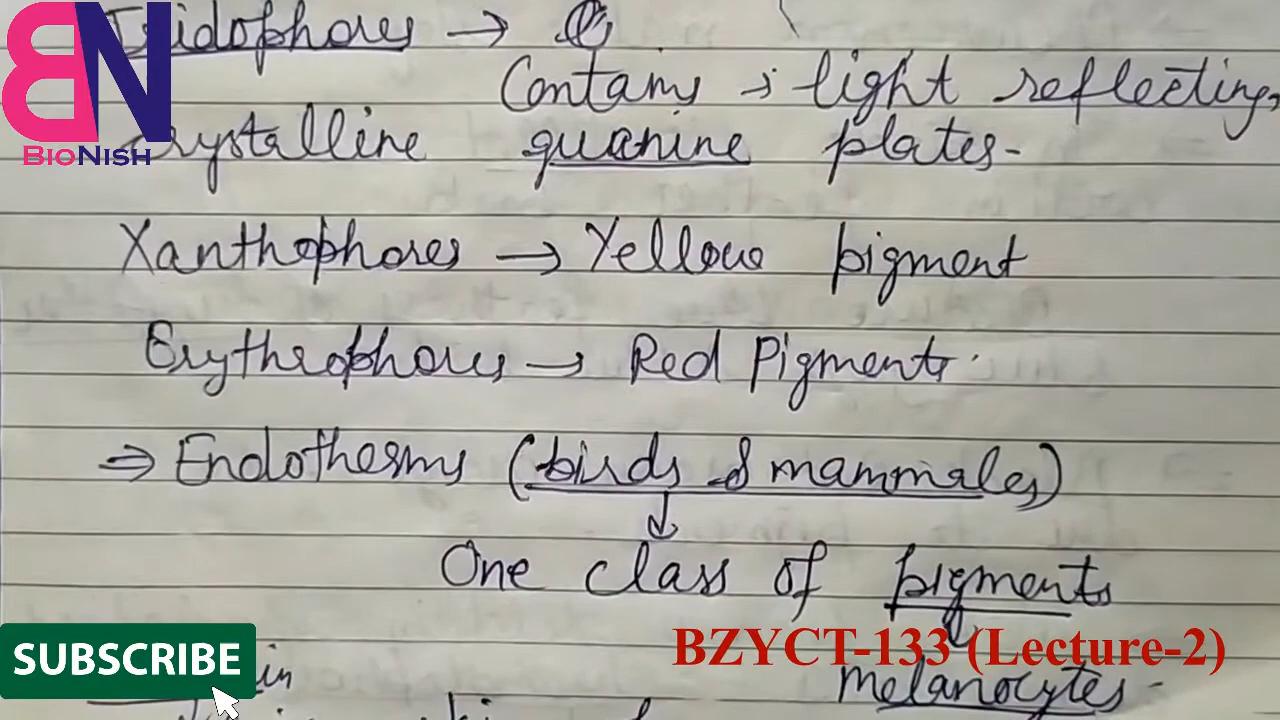 Iridophores →
Contains → light reflecting
crystalline guanine plates-
Xanthophores → Yellow pigment
Erythrophores → Red Pigments.
⇒ Endotherms (birds & mammales)
↓
One class of pigments
↓
melanocytes.
in
BN
BIONISH
SUBSCRIBE
BZYCT-133 (Lecture-2)